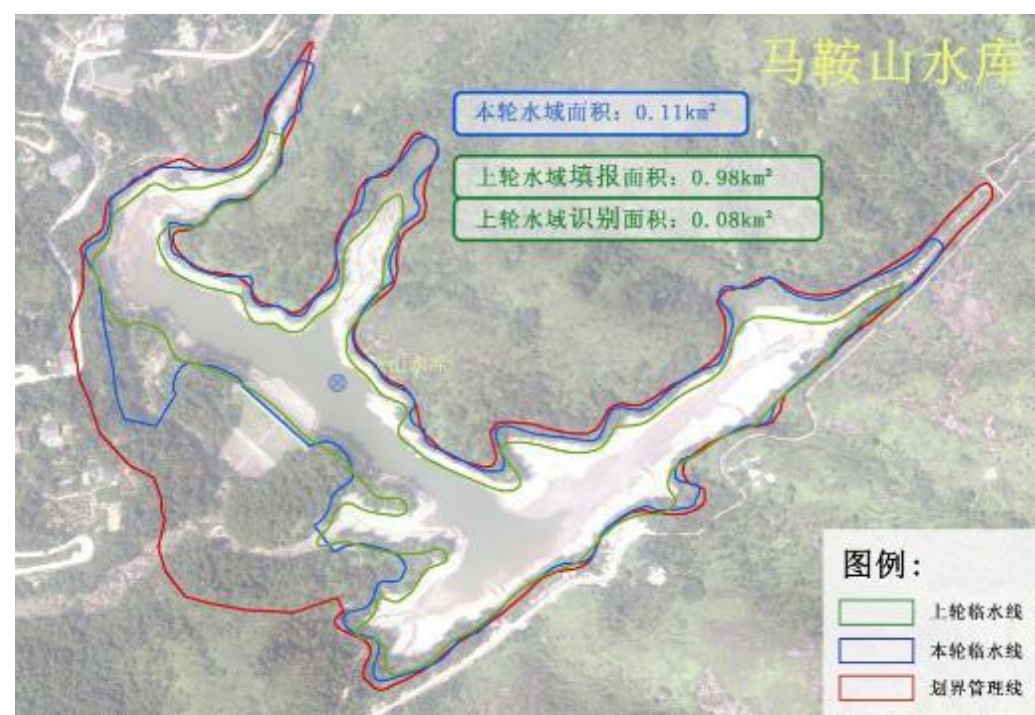 马鞍山水库
本轮水域面积：0.11km²
上轮水域填报面积：0.98km²
上轮水域识别面积：0.08km²
图例：
上轮临水线
本轮临水线
划界管理线